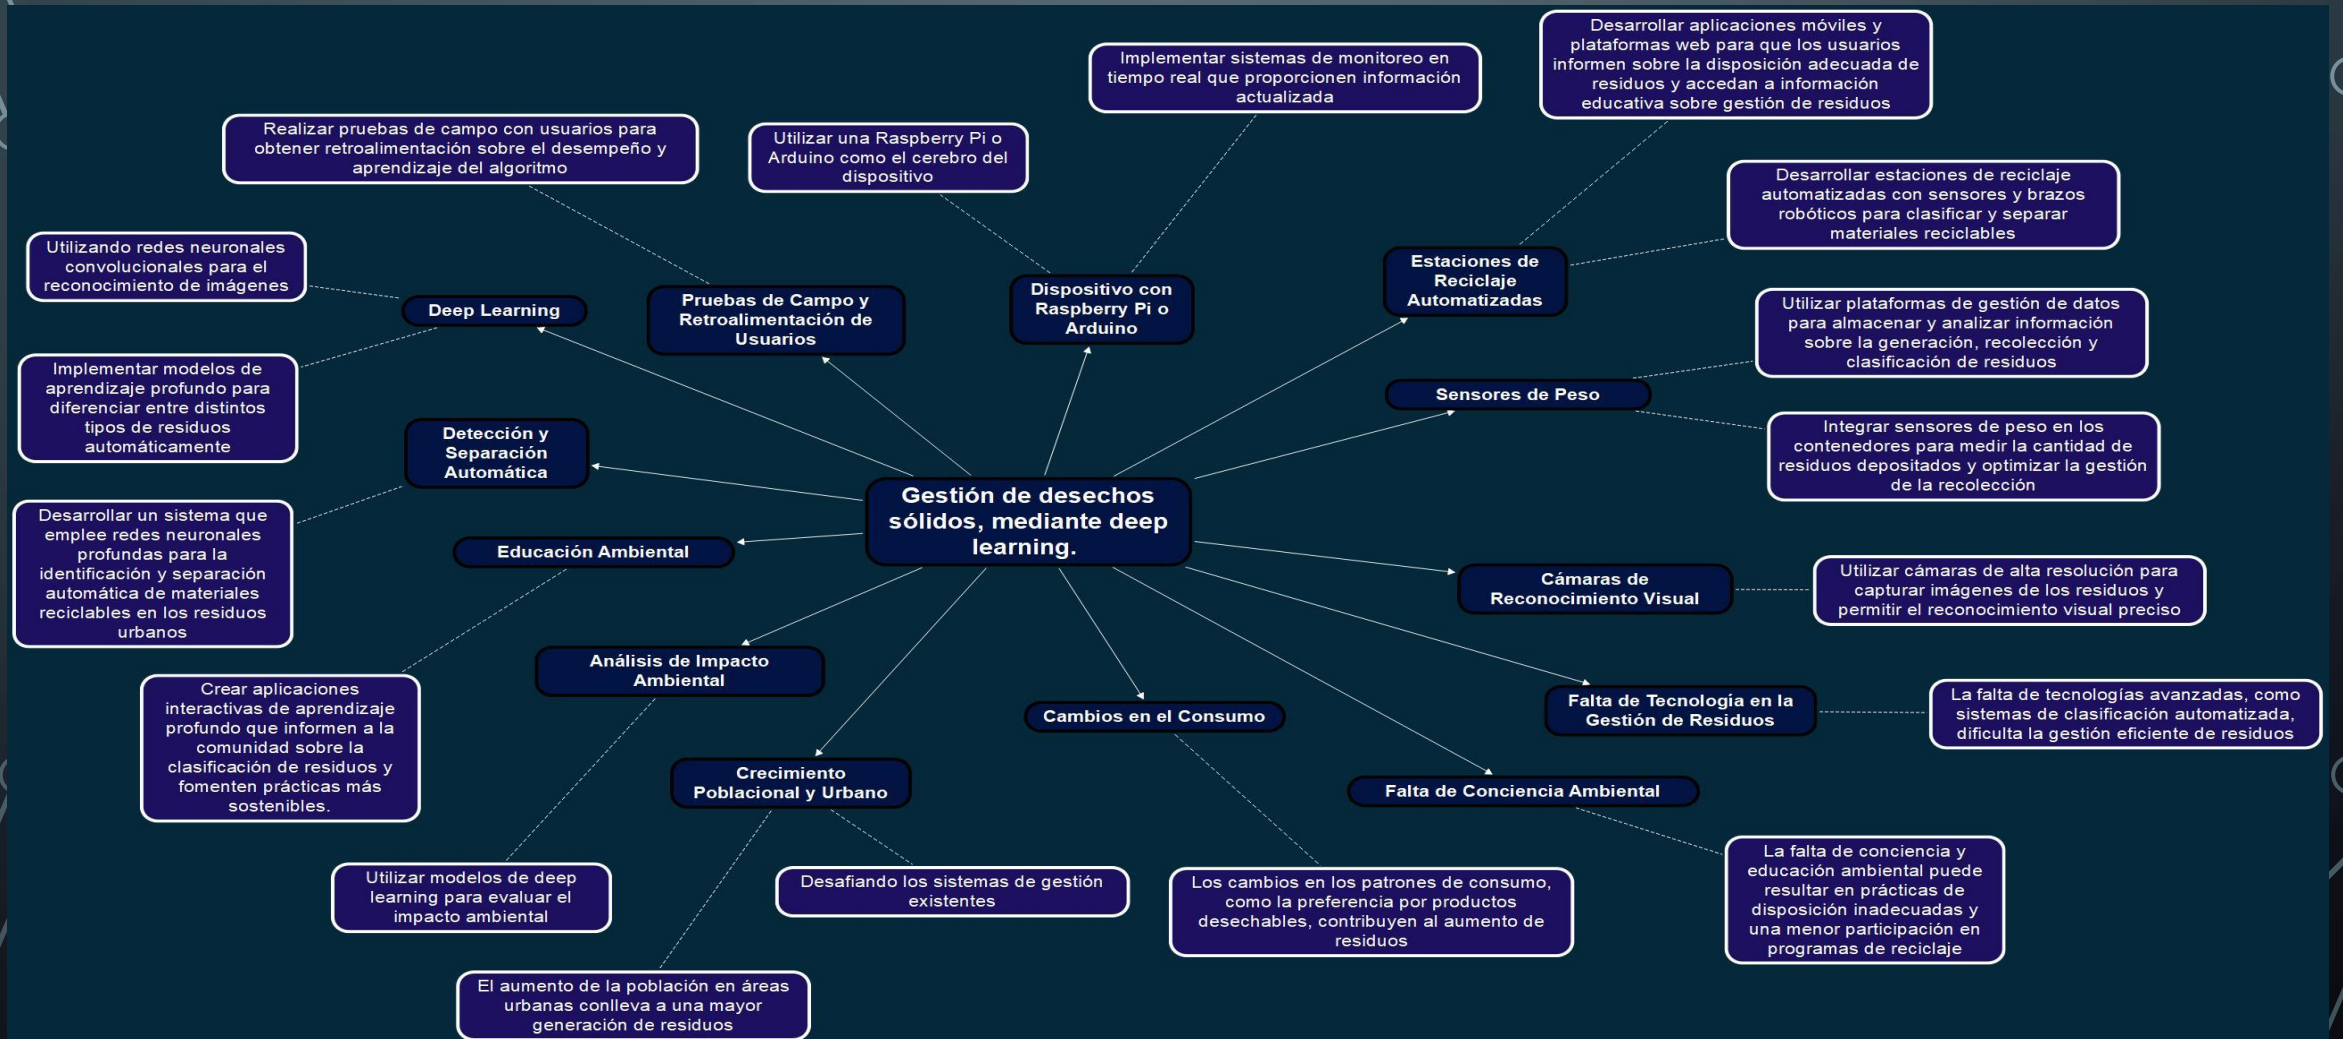 Desarrollar aplicaciones móviles y
plataformas web para que los usuarios
informen sobre la disposición adecuada de
residuos y accedan a información
educativa sobre gestión de residuos
Implementar sistemas de monitoreo en
tiempo real que proporcionen información
actualizada
Realizar pruebas de campo con usuarios para
obtener retroalimentación sobre el desempeño y
aprendizaje del algoritmo
Utilizar una Raspberry Pi o
Arduino como el cerebro del
dispositivo
Desarrollar estaciones de reciclaje
automatizadas con sensores y brazos
robóticos para clasificar y separar
materiales reciclables
Utilizando redes neuronales
convolucionales para el
reconocimiento de imágenes
Deep Learning
Pruebas de Campo y
Retroalimentación de
Usuarios
Dispositivo con
Raspberry Pi o
Arduino
Estaciones de
Reciclaje
Automatizadas
Utilizar plataformas de gestión de datos
para almacenar y analizar información
sobre la generación, recolección y
clasificación de residuos
Implementar modelos de
aprendizaje profundo para
diferenciar entre distintos
tipos de residuos
automáticamente
Sensores de Peso
Detección y
Separación
Automática
Integrar sensores de peso en los
contenedores para medir la cantidad de
residuos depositados y optimizar la gestión
de la recolección
Gestión de desechos
sólidos, mediante deep
learning.
Desarrollar un sistema que
emplee redes neuronales
profundas para la
identificación y separación
automática de materiales
reciclables en los residuos
urbanos
Educación Ambiental
Cámaras de
Reconocimiento Visual
Utilizar cámaras de alta resolución para
capturar imágenes de los residuos y
permitir el reconocimiento visual preciso
Análisis de Impacto
Ambiental
Crear aplicaciones
interactivas de aprendizaje
profundo que informen a la
comunidad sobre la
clasificación de residuos y
fomenten prácticas más
sostenibles.
Cambios en el Consumo
Falta de Tecnología en la
Gestión de Residuos
La falta de tecnologías avanzadas, como
sistemas de clasificación automatizada,
dificulta la gestión eficiente de residuos
Crecimiento
Poblacional y Urbano
Falta de Conciencia Ambiental
Utilizar modelos de deep
learning para evaluar el
impacto ambiental
Desafiando los sistemas de gestión
existentes
Los cambios en los patrones de consumo,
como la preferencia por productos
desechables, contribuyen al aumento de
residuos
La falta de conciencia y
educación ambiental puede
resultar en prácticas de
disposición inadecuadas y
una menor participación en
programas de reciclaje
El aumento de la población en áreas
urbanas conlleva a una mayor
generación de residuos